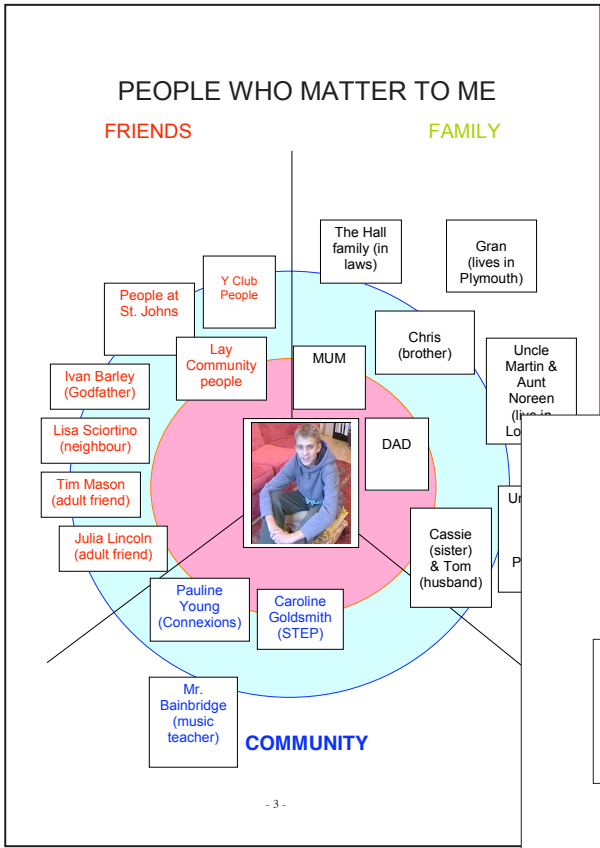 PEOPLE WHO MATTER TO ME
FRIENDS
FAMILY
The Hall
family (in
laws)
Gran
(lives in
Plymouth)
Y Club
People
People at
St. Johns
Chris
(brother)
Lay
Community
people
MUM
Uncle
Martin &
Aunt
Noreen
Ivan Barley
(Godfather)
Lisa Sciortino
(neighbour)
DAD
Tim Mason
(adult friend)
Julia Lincoln
(adult friend)
Cassie
(sister)
& Tom
(husband)
Pauline
Young
(Connexions)
Caroline
Goldsmith
(STEP)
Mr.
Bainbridge
(music
teacher)
COMMUNITY
- 3 -